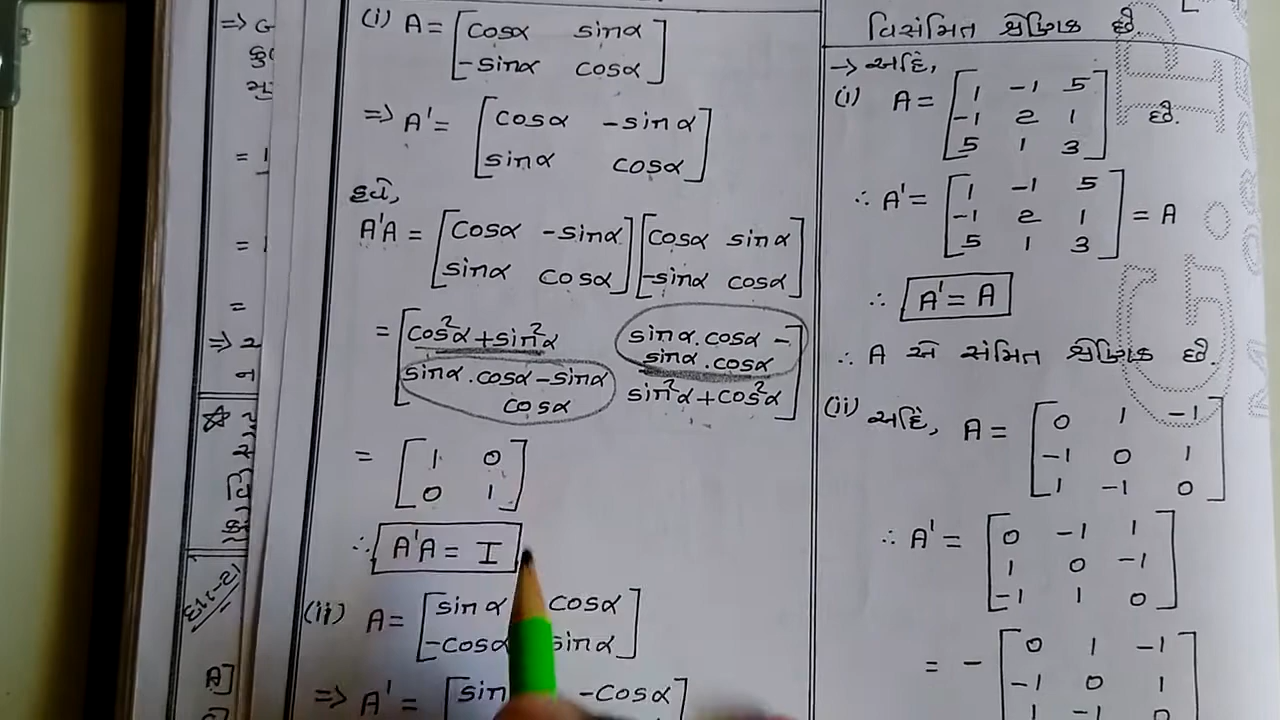 (i) A = [cosα sinα
-sinα cosα]
=> A' = [cosα -sinα
sinα cosα]
હવે,
A'A = [cosα -sinα] [cosα sinα]
[sinα cosα] [-sinα cosα]
= [cos²α+sin²α sinα.cosα -
sinα.cosα
sinα.cosα-sinα sin²α+cos²α]
cosα
= [1 0
0 1]
∴ A'A = I
(ii) A = [sinα cosα
-cosα sinα]
=> A' = [sin -cosα]
વિસંમિત શ્રેણિક છે.
→ અહિં,
(i) A = [1 -1 5
-1 2 1 છે.
5 1 3]
∴ A' = [1 -1 5
-1 2 1 = A
5 1 3]
∴ A' = A
∴ A એ સંમિત શ્રેણિક છે.
(ii) અહિં, A = [0 1 -1
-1 0 1
1 -1 0]
∴ A' = [0 -1 1
1 0 -1
-1 1 0]
= - [0 1 -1
-1 0 1
1 -1 0]